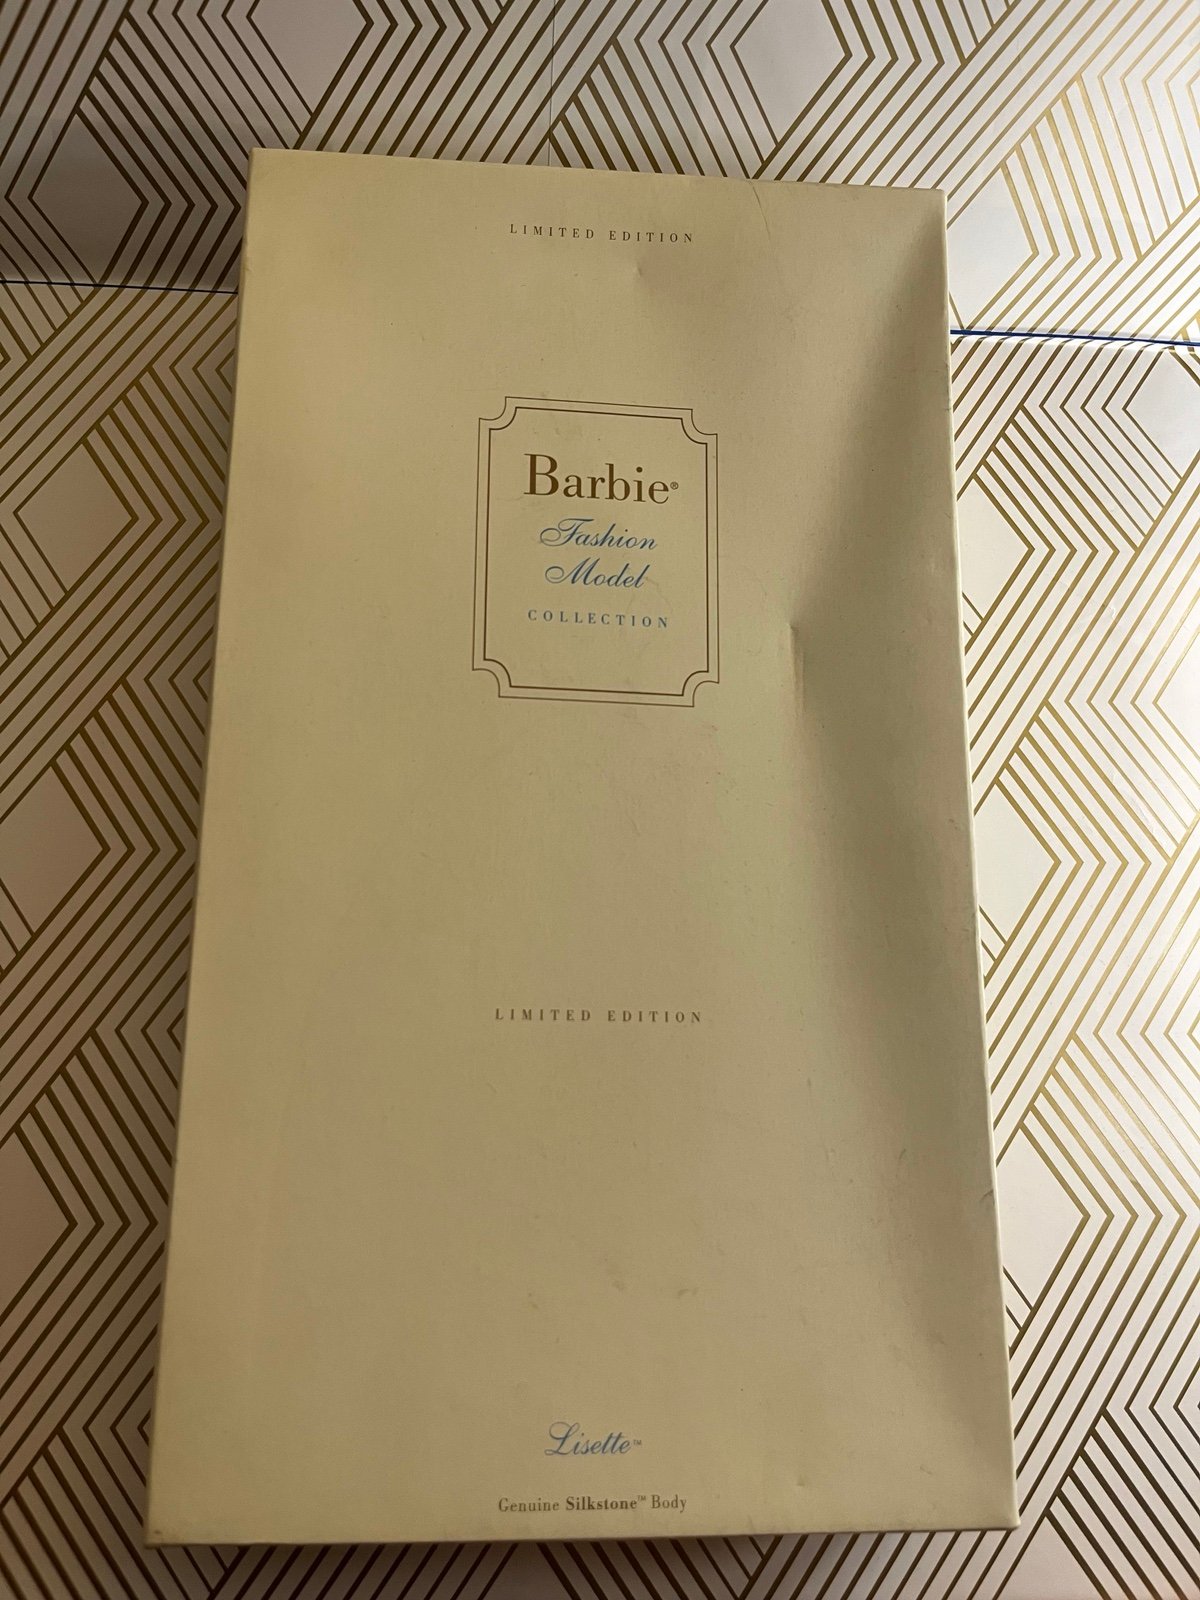 LIMITED EDITION
Barbie®
Fashion
Model
COLLECTION
LIMITED EDITION
Lisette™
Genuine Silkstone™ Body